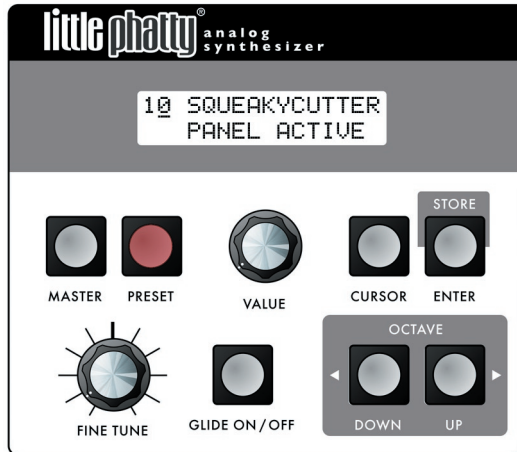 little phatty® analog
synthesizer
10 SQUEAKYCUTTER
PANEL ACTIVE
STORE
MASTER PRESET VALUE CURSOR ENTER
OCTAVE
FINE TUNE GLIDE ON / OFF DOWN UP